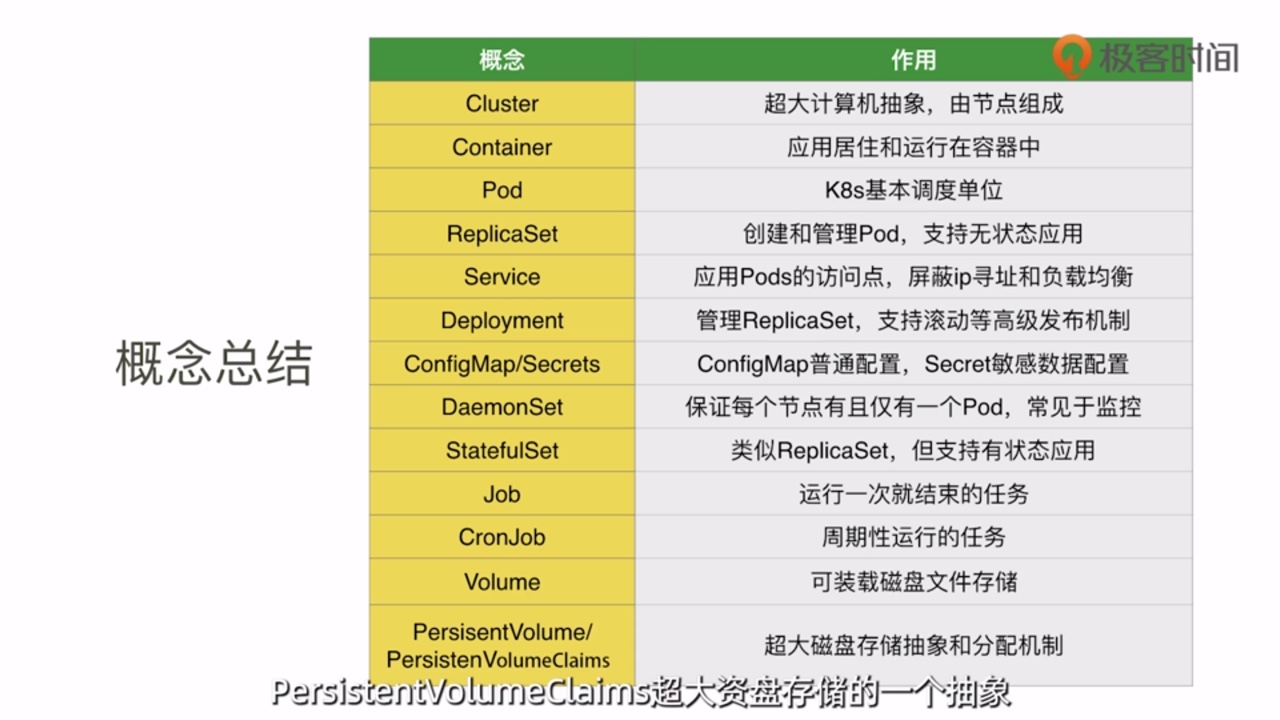 极客时间
概念总结
概念 作用
Cluster 超大计算机抽象，由节点组成
Container 应用居住和运行在容器中
Pod K8s基本调度单位
ReplicaSet 创建和管理Pod，支持无状态应用
Service 应用Pods的访问点，屏蔽ip寻址和负载均衡
Deployment 管理ReplicaSet，支持滚动等高级发布机制
ConfigMap/Secrets ConfigMap普通配置，Secret敏感数据配置
DaemonSet 保证每个节点有且仅有一个Pod，常见于监控
StatefulSet 类似ReplicaSet，但支持有状态应用
Job 运行一次就结束的任务
CronJob 周期性运行的任务
Volume 可装载磁盘文件存储
PersisentVolume/
PersistenVolumeClaims 超大磁盘存储抽象和分配机制
PersistentVolumeClaims超大资盘存储的一个抽象